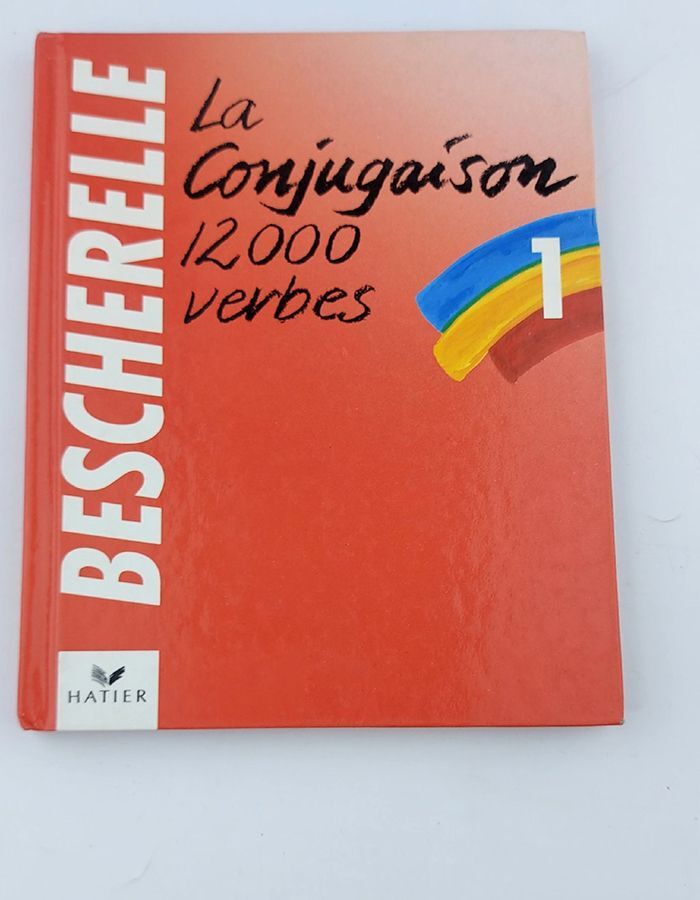 BESCHERELLE
La
Conjugaison
12000
verbes
1
HATIER